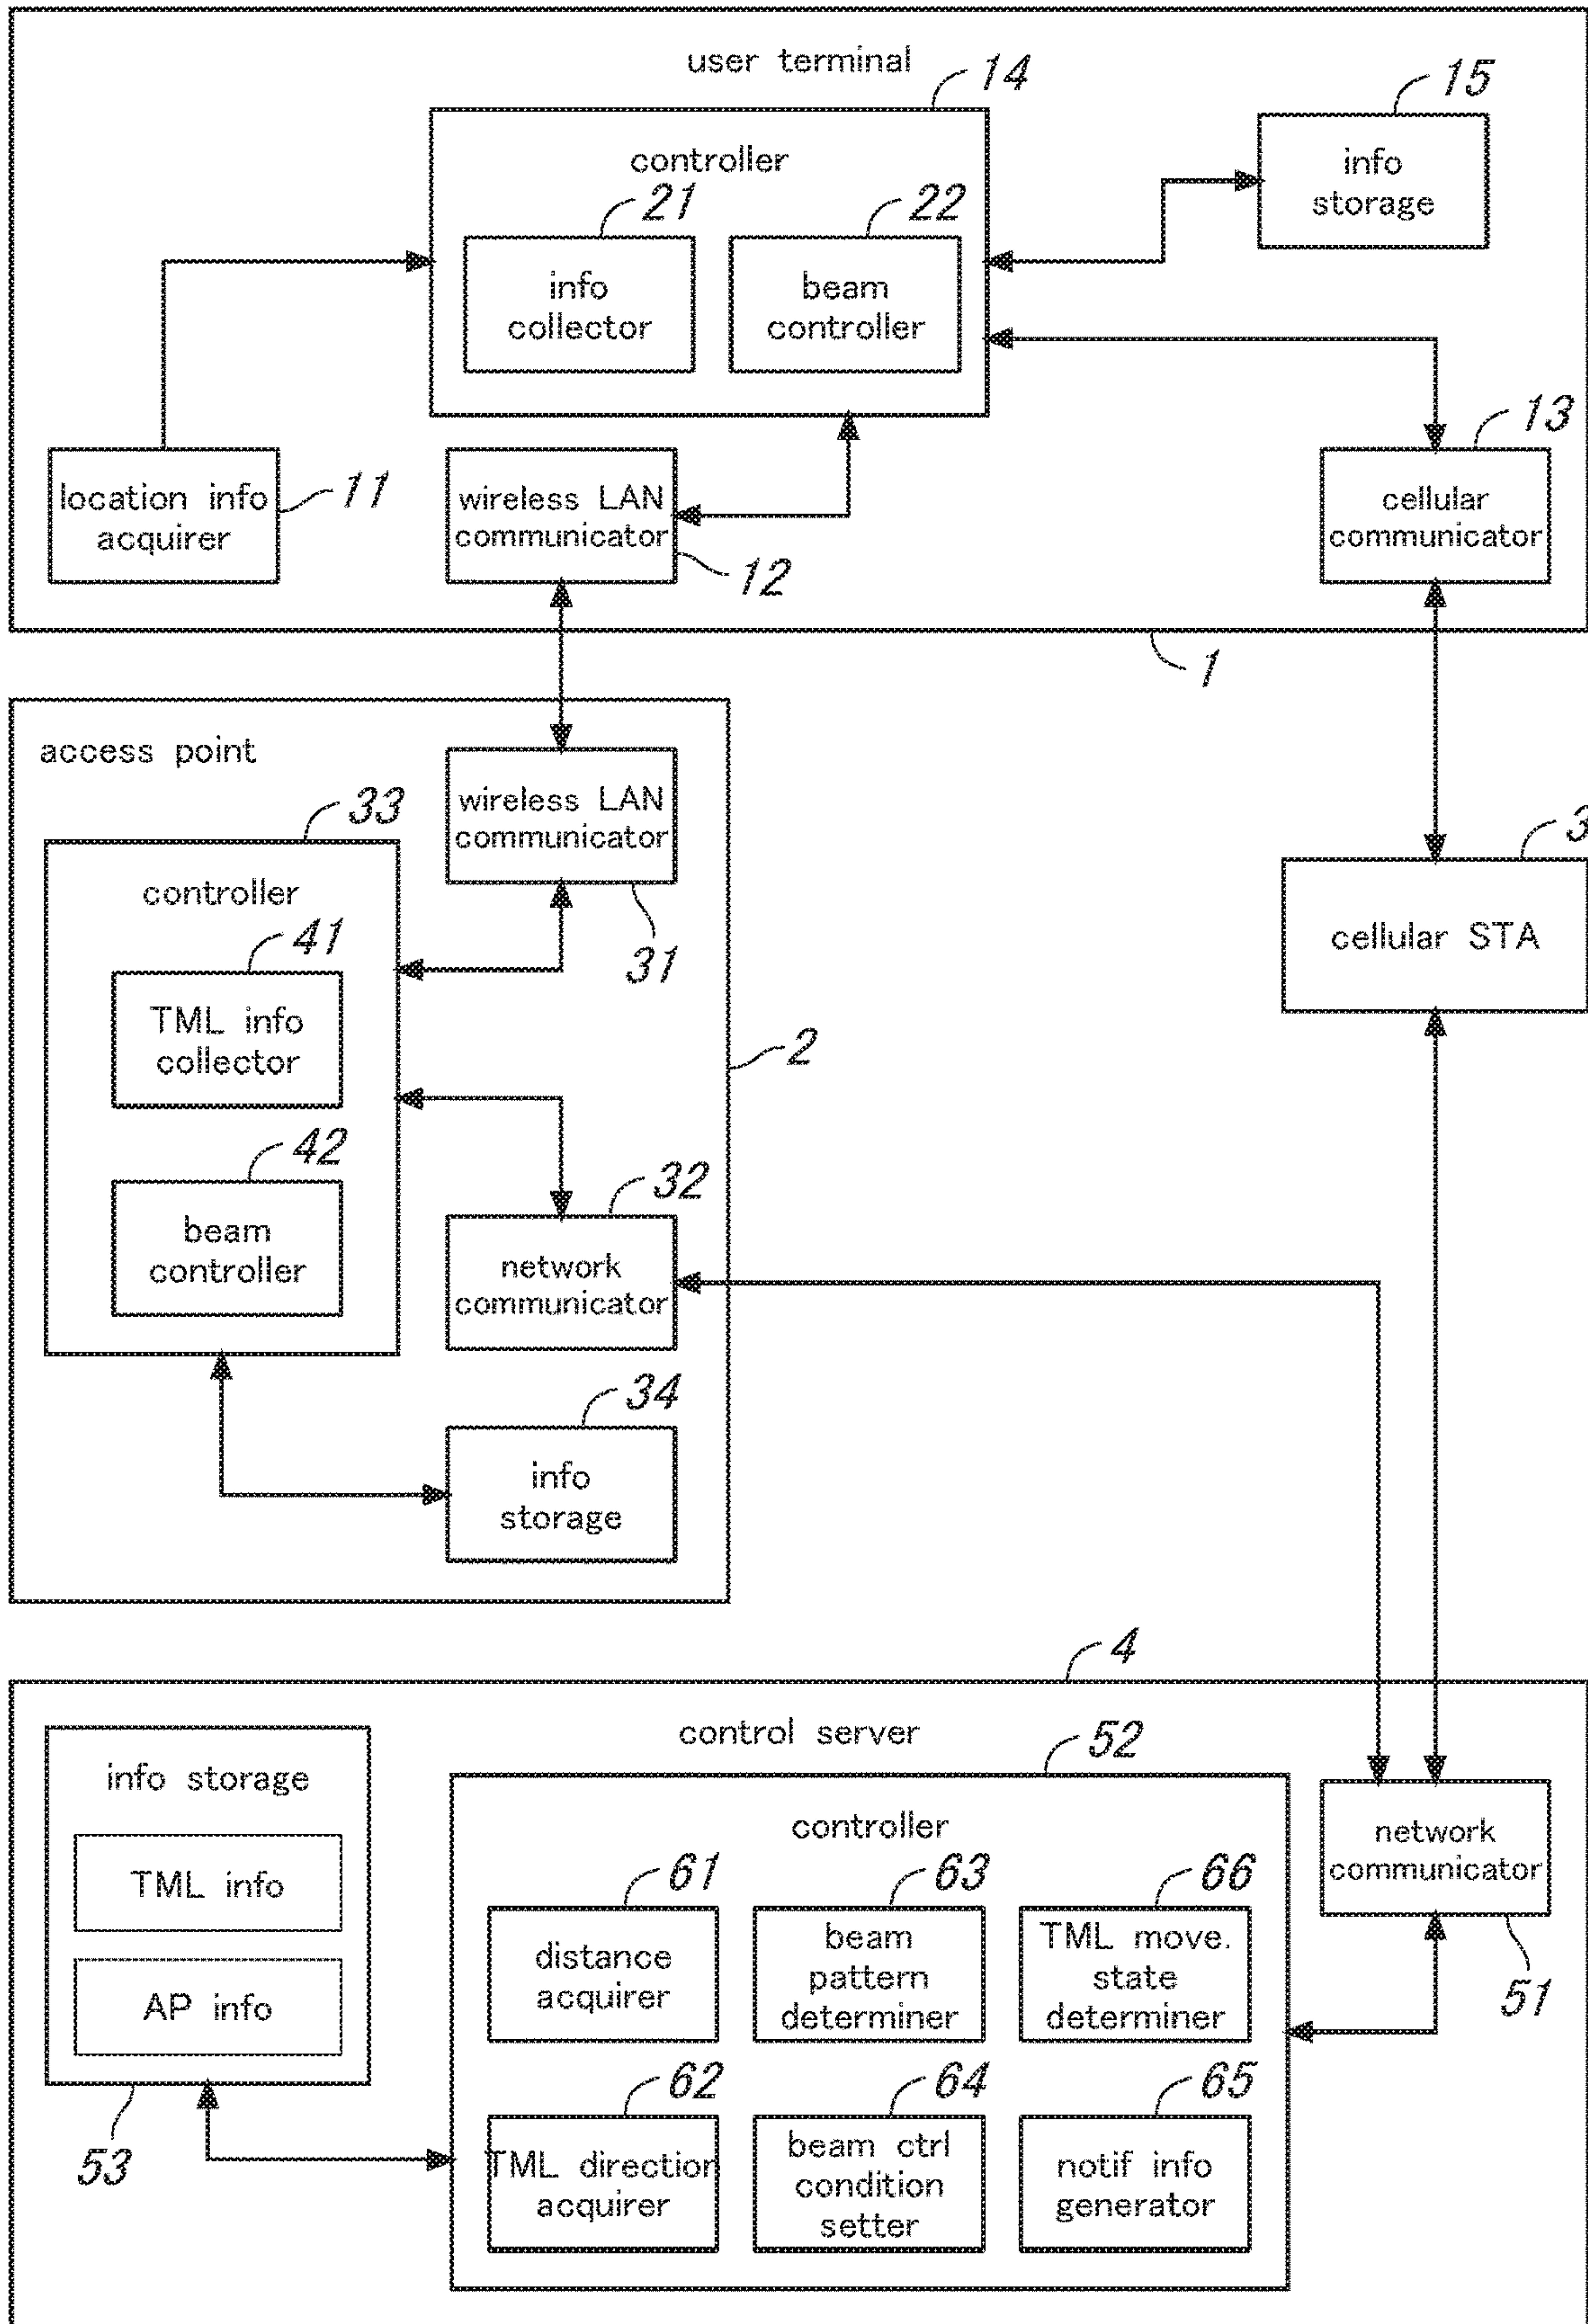 user terminal
14
15
controller
info
storage
21
22
info
collector
beam
controller
13
location info
acquirer
11
wireless LAN
communicator
12
cellular
communicator
1
access point
wireless LAN
communicator
33
3
controller
31
cellular STA
41
TML info
collector
2
42
beam
controller
32
network
communicator
34
info
storage
4
control server
52
info storage
controller
network
communicator
TML info
61
63
66
distance
acquirer
beam
pattern
determiner
TML move.
state
determiner
51
AP info
53
62
64
65
TML direction
acquirer
beam ctrl
condition
setter
notif info
generator